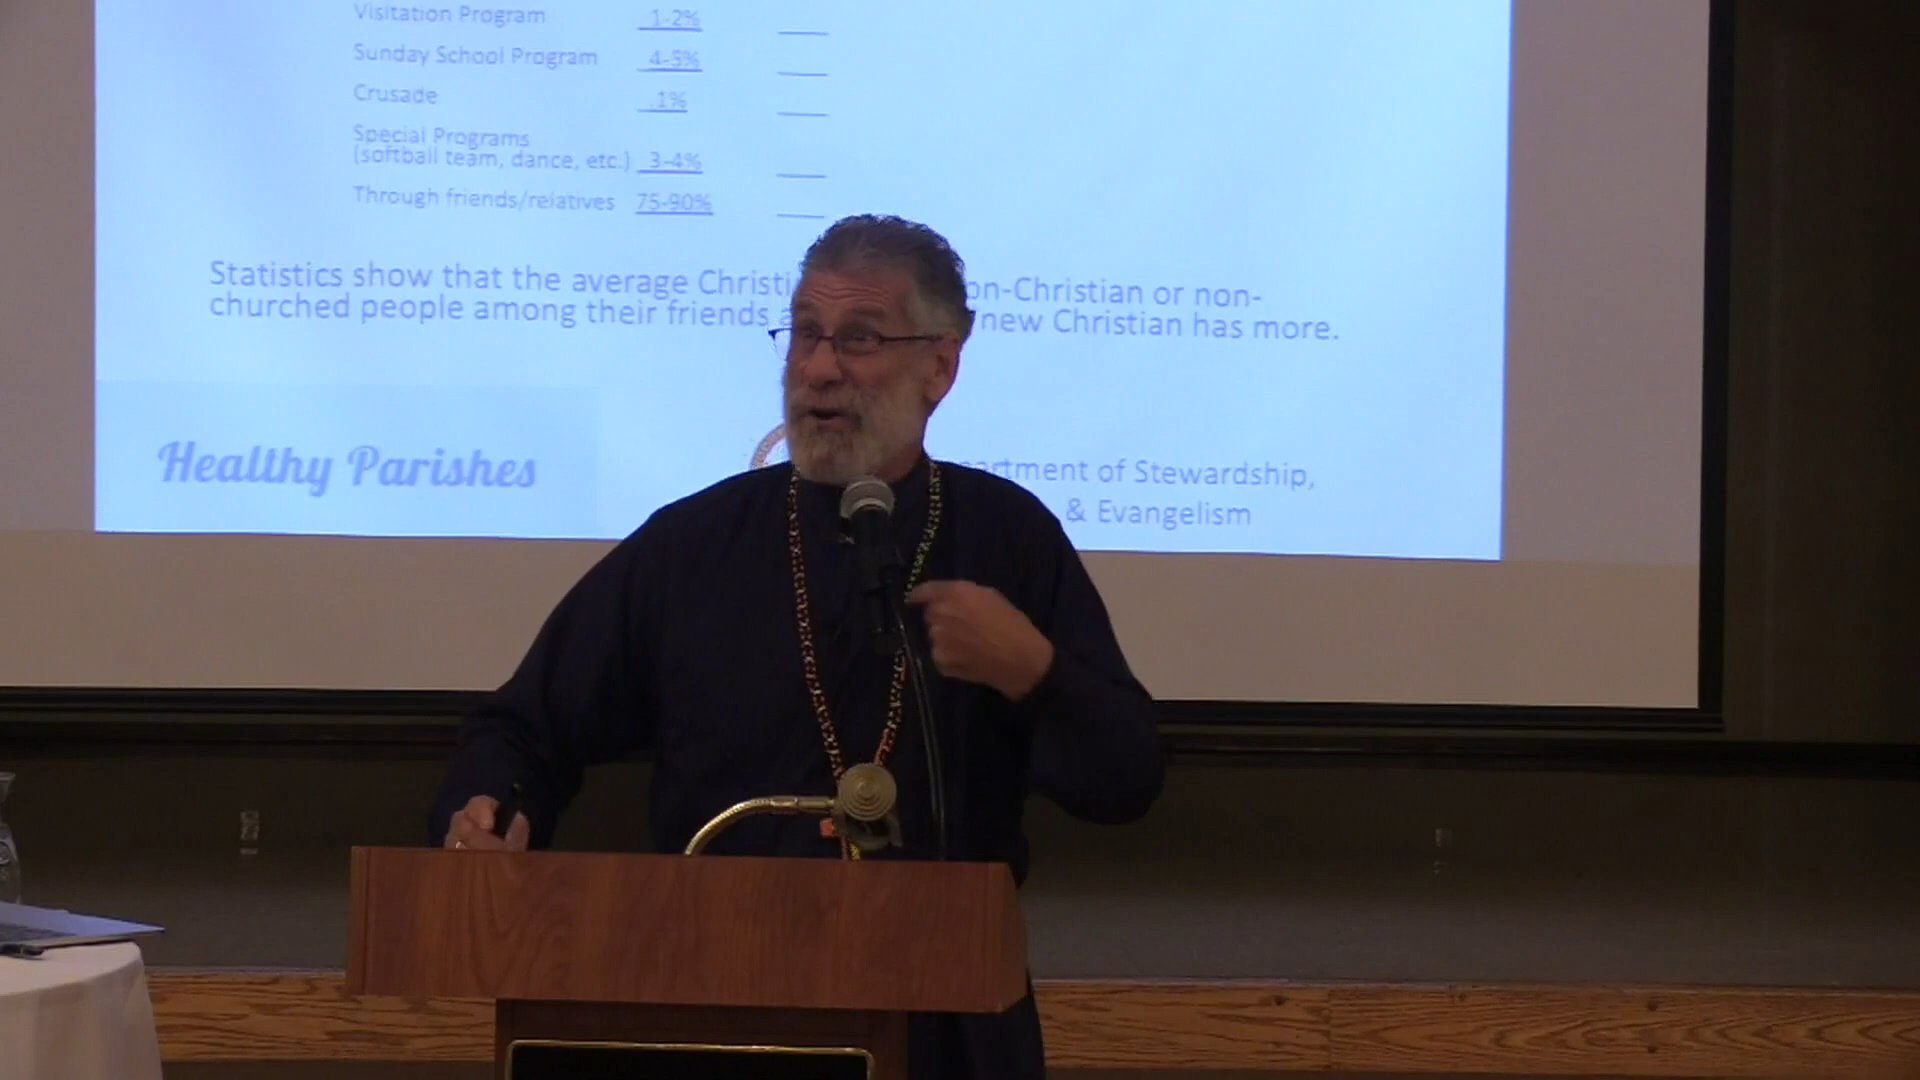 Visitation Program 1-2%
Sunday School Program 4-5%
Crusade .1%
Special Programs
(softball team, dance, etc.) 3-4%
Through friends/relatives 75-90%
Statistics show that the average Christi on-Christian or non-
churched people among their friends a new Christian has more.
Healthy Parishes
artment of Stewardship,
& Evangelism